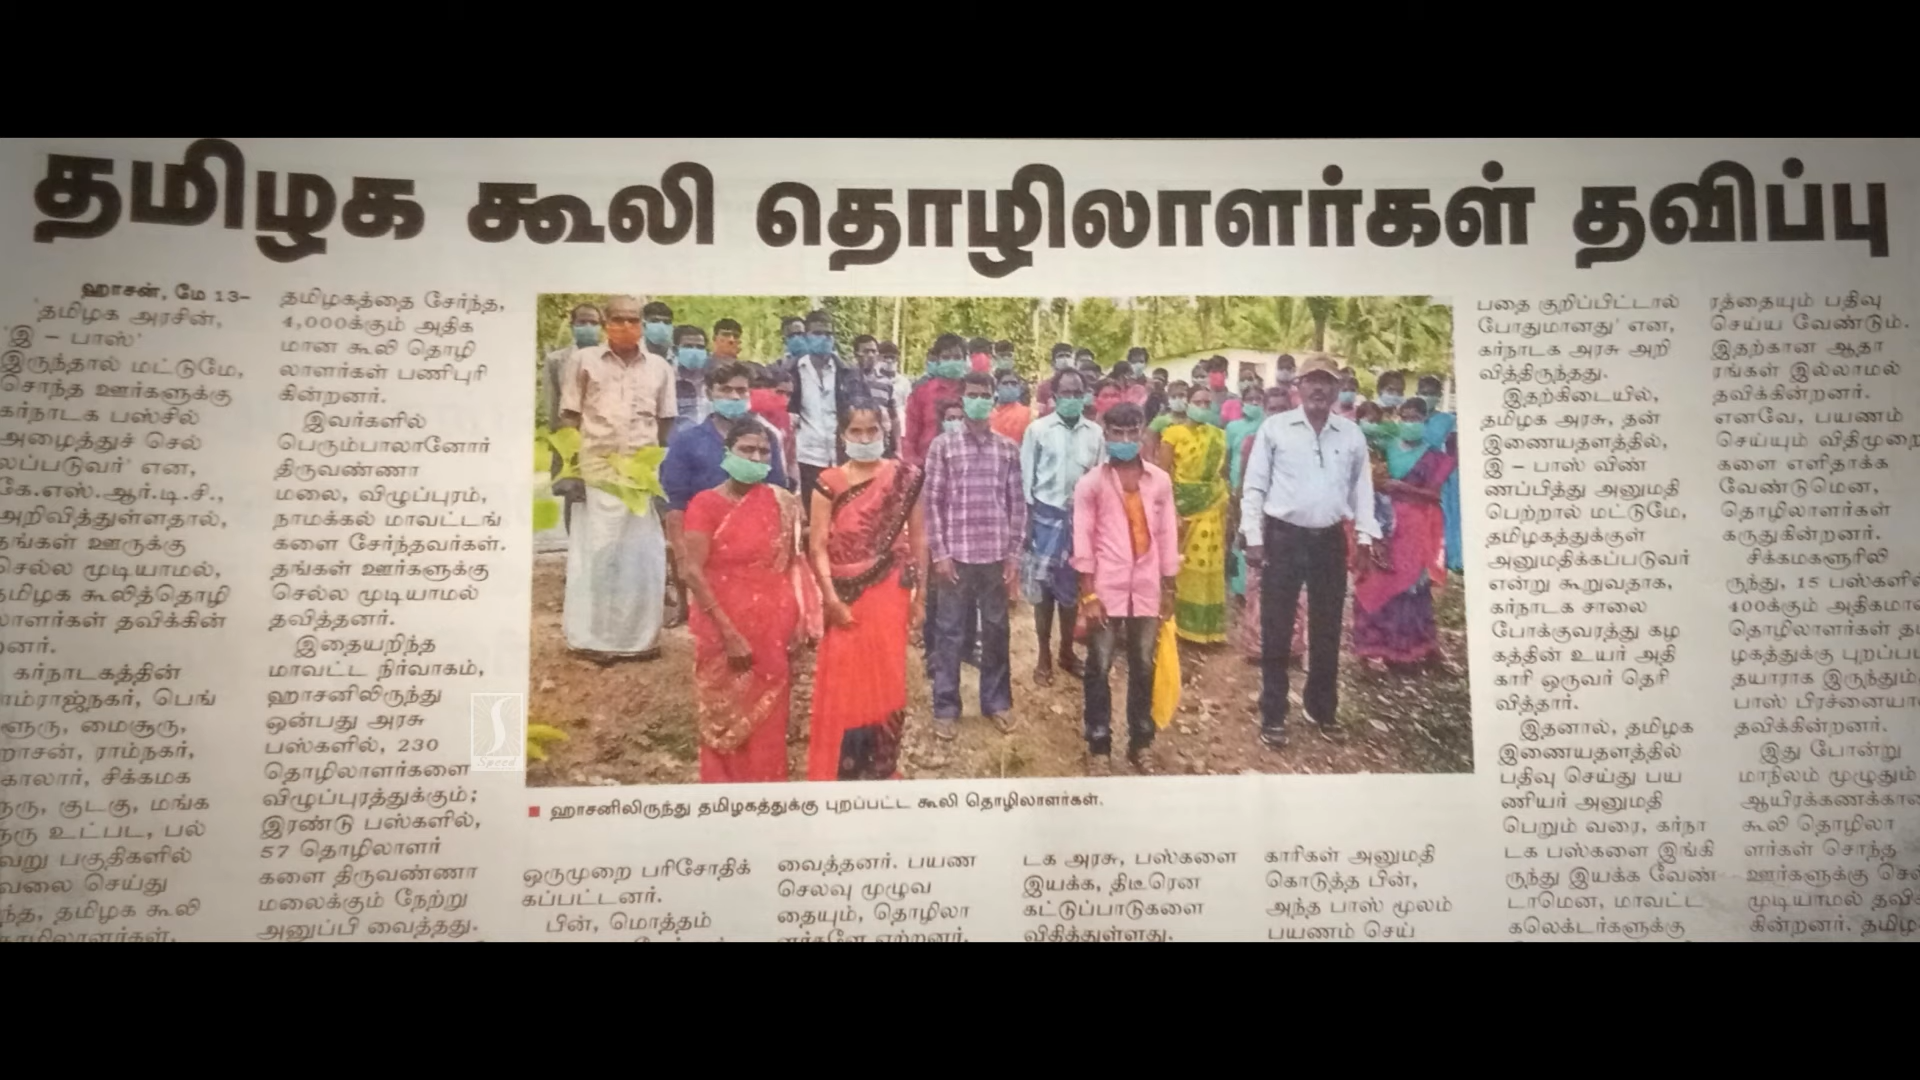 தமிழக கூலி தொழிலாளர்கள் தவிப்பு
ஹாசன், மே 13–
'தமிழக அரசின்,
'இ – பாஸ்'
இருந்தால் மட்டுமே,
சொந்த ஊர்களுக்கு
கர்நாடக பஸ்சில்
அழைத்துச் செல்
லப்படுவர்' என,
கே.எஸ்.ஆர்.டி.சி.,
அறிவித்துள்ளதால்,
தங்கள் ஊருக்கு
செல்ல முடியாமல்,
தமிழக கூலித்தொழி
லாளர்கள் தவிக்கின்
றனர்.
கர்நாடகத்தின்
சாம்ராஜ்நகர், பெங்
களூரு, மைசூரு,
ஹாசன், ராம்நகர்,
கோலார், சிக்கமக
ளூரு, குடகு, மங்க
ளூரு உட்பட, பல்
வேறு பகுதிகளில்
வேலை செய்து
வந்த, தமிழக கூலி
தொழிலாளர்கள்,
தமிழகத்தை சேர்ந்த,
4,000க்கும் அதிக
மான கூலி தொழி
லாளர்கள் பணிபுரி
கின்றனர்.
இவர்களில்
பெரும்பாலானோர்
திருவண்ணா
மலை, விழுப்புரம்,
நாமக்கல் மாவட்டங்
களை சேர்ந்தவர்கள்.
தங்கள் ஊர்களுக்கு
செல்ல முடியாமல்
தவித்தனர்.
இதையறிந்த
மாவட்ட நிர்வாகம்,
ஹாசனிலிருந்து
ஒன்பது அரசு
பஸ்களில், 230
தொழிலாளர்களை
விழுப்புரத்துக்கும்;
இரண்டு பஸ்களில்,
57 தொழிலாளர்
களை திருவண்ணா
மலைக்கும் நேற்று
அனுப்பி வைத்தது.
S
Speed
■ ஹாசனிலிருந்து தமிழகத்துக்கு புறப்பட்ட கூலி தொழிலாளர்கள்.
ஒருமுறை பரிசோதிக்
கப்பட்டனர்.
பின், மொத்தம்
வைத்தனர். பயண
செலவு முழுவ
தையும், தொழிலா
ளர்களே ஏற்றனர்.
டக அரசு, பஸ்களை
இயக்க, திடீரென
கட்டுப்பாடுகளை
விதித்துள்ளது.
காரிகள் அனுமதி
கொடுத்த பின்,
அந்த பாஸ் மூலம்
பயணம் செய்
பதை குறிப்பிட்டால்
போதுமானது' என,
கர்நாடக அரசு அறி
வித்திருந்தது.
இதற்கிடையில்,
தமிழக அரசு, தன்
இணையதளத்தில்,
இ – பாஸ் விண்
ணப்பித்து அனுமதி
பெற்றால் மட்டுமே,
தமிழகத்துக்குள்
அனுமதிக்கப்படுவர்
என்று கூறுவதாக,
கர்நாடக சாலை
போக்குவரத்து கழ
கத்தின் உயர் அதி
காரி ஒருவர் தெரி
வித்தார்.
இதனால், தமிழக
இணையதளத்தில்
பதிவு செய்து பய
ணியர் அனுமதி
பெறும் வரை, கர்நா
டக பஸ்களை இங்கி
ருந்து இயக்க வேண்
டாமென, மாவட்ட
கலெக்டர்களுக்கு
ரத்தையும் பதிவு
செய்ய வேண்டும்.
இதற்கான ஆதா
ரங்கள் இல்லாமல்
தவிக்கின்றனர்.
எனவே, பயணம்
செய்யும் விதிமுறை
களை எளிதாக்க
வேண்டுமென,
தொழிலாளர்கள்
கருதுகின்றனர்.
சிக்கமகளூரிலி
ருந்து, 15 பஸ்களில்
400க்கும் அதிகமான
தொழிலாளர்கள் த
ழகத்துக்கு புறப்பட
தயாராக இருந்தும்
பாஸ் பிரச்னையா
தவிக்கின்றனர்.
இது போன்று
மாநிலம் முழுதும்
ஆயிரக்கணக்கான
கூலி தொழிலா
ளர்கள் சொந்த
ஊர்களுக்கு செல்
முடியாமல் தவிக்
கின்றனர். தமிழ